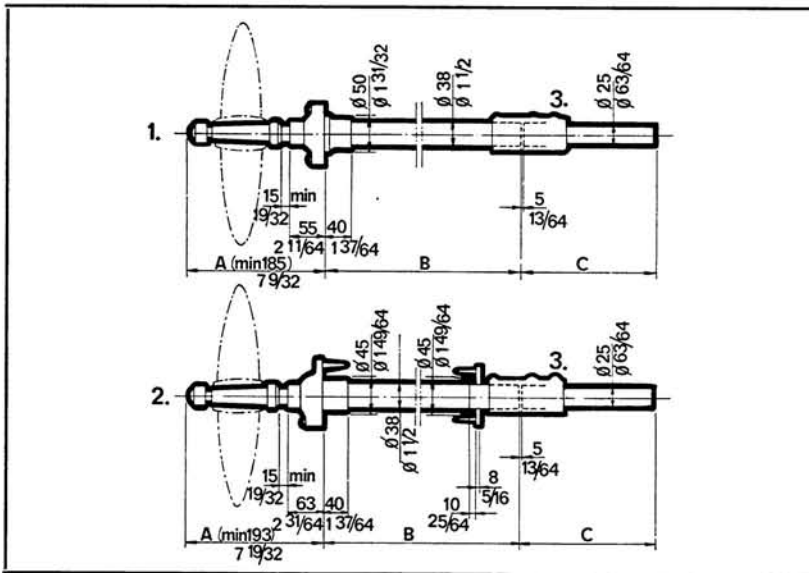 Ø 50
Ø 1 31/32
Ø 38
Ø 1 1/2
3.
Ø 25
Ø 63/64
1.
15 min
19/32
55
2 11/64
40
1 37/64
5
13/64
A (min185)
7 9/32
B
C
Ø 45
Ø 1 49/64
Ø 45
Ø 1 49/64
3.
Ø 25
Ø 63/64
2.
Ø 38
Ø 1 1/2
15 min
19/32
63
2 31/64
40
1 37/64
8
5/16
10
25/64
5
13/64
A (min193)
7 19/32
B
C